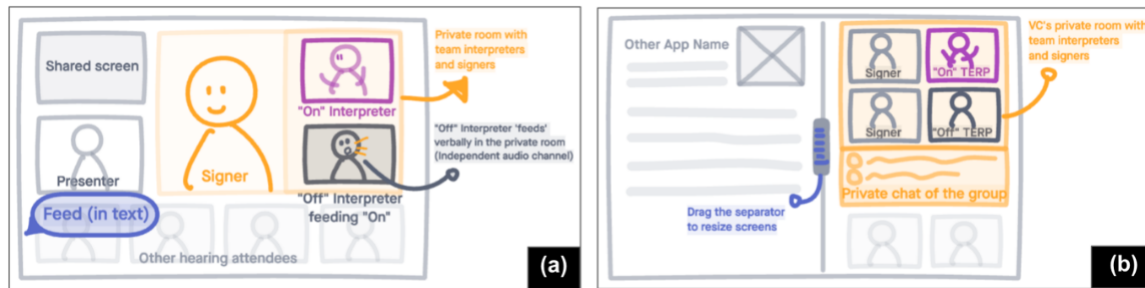 Shared screen
Presenter
Feed (in text)
Signer
"On" Interpreter
"Off" Interpreter
feeding "On"
Other hearing attendees
Private room with
team interpreters
and signers
"Off" Interpreter 'feeds'
verbally in the private room
(Independent audio channel)
(a)
Other App Name
Drag the separator
to resize screens
Signer
"On" TERP
Signer
"Off" TERP
Private chat of the group
VC's private room with
team interpreters
and signers
(b)